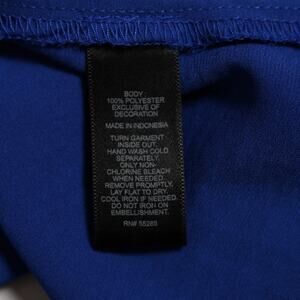 BODY:
100% POLYESTER
EXCLUSIVE OF
DECORATION
MADE IN INDONESIA
TURN GARMENT
INSIDE OUT.
HAND WASH COLD.
SEPARATELY.
ONLY NON-
CHLORINE BLEACH
WHEN NEEDED.
REMOVE PROMPTLY.
LAY FLAT TO DRY.
COOL IRON IF NEEDED.
DO NOT IRON ON
EMBELLISHMENT.
RN# 55285